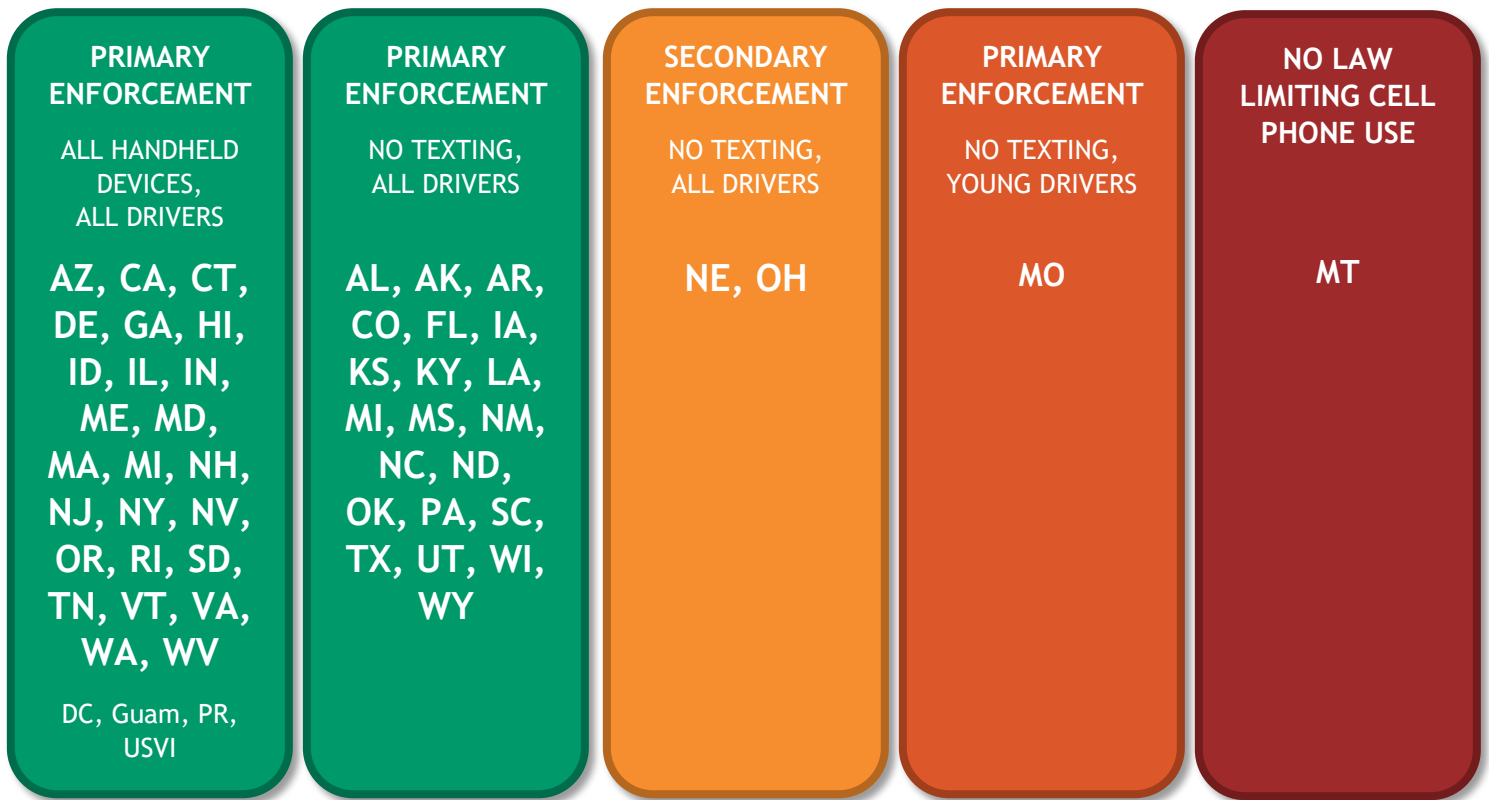 PRIMARY
ENFORCEMENT
ALL HANDHELD
DEVICES,
ALL DRIVERS
AZ, CA, CT,
DE, GA, HI,
ID, IL, IN,
ME, MD,
MA, MI, NH,
NJ, NY, NV,
OR, RI, SD,
TN, VT, VA,
WA, WV
DC, Guam, PR,
USVI
PRIMARY
ENFORCEMENT
NO TEXTING,
ALL DRIVERS
AL, AK, AR,
CO, FL, IA,
KS, KY, LA,
MI, MS, NM,
NC, ND,
OK, PA, SC,
TX, UT, WI,
WY
SECONDARY
ENFORCEMENT
NO TEXTING,
ALL DRIVERS
NE, OH
PRIMARY
ENFORCEMENT
NO TEXTING,
YOUNG DRIVERS
MO
NO LAW
LIMITING CELL
PHONE USE
MT